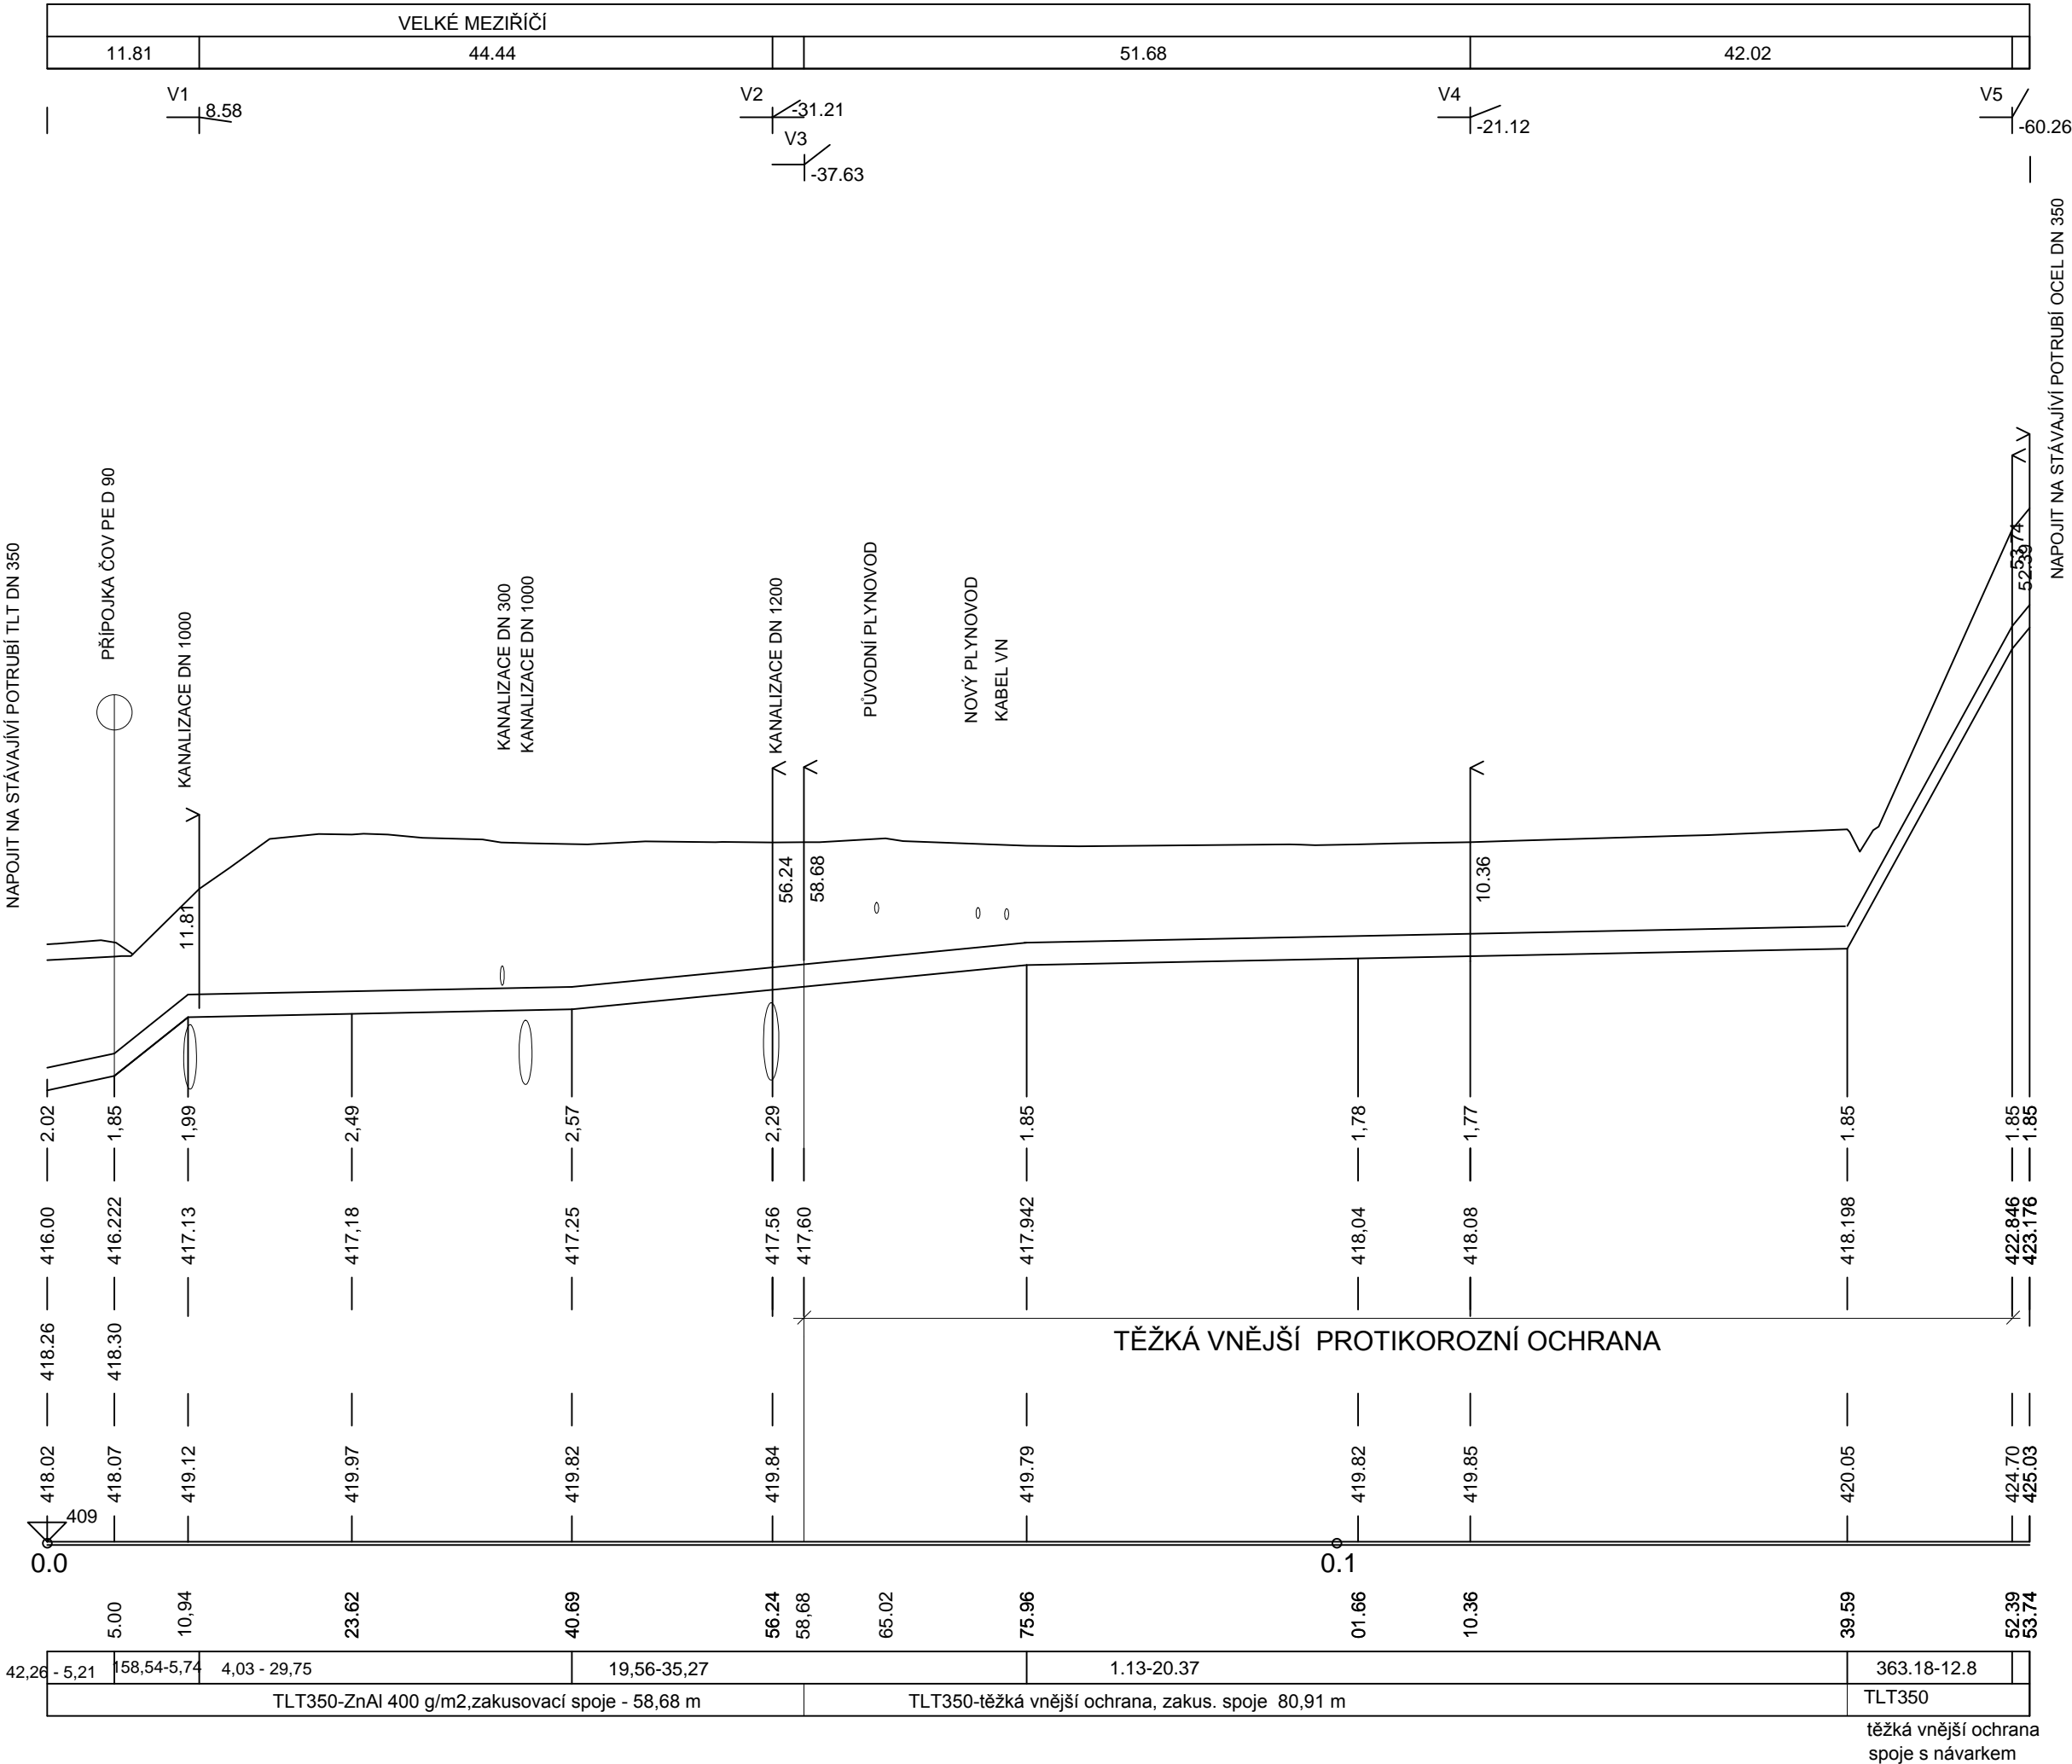 VELKÉ MEZIŘÍČÍ
11.81 44.44 51.68 42.02
V1 V2 V4 V5
8.58 -31.21 -21.12 -60.26
V3
-37.63
NAPOJIT NA STÁVAJÍVÍ POTRUBÍ TLT DN 350
PŘÍPOJKA ČOV PE D 90
KANALIZACE DN 1000
KANALIZACE DN 300
KANALIZACE DN 1000
KANALIZACE DN 1200
PŮVODNÍ PLYNOVOD
NOVÝ PLYNOVOD
KABEL VN
NAPOJIT NA STÁVAJÍVÍ POTRUBÍ OCEL DN 350
11.81 56.24 58.68 10.36 53.74 52.39
2.02 1,85 1,99 2,49 2,57 2,29 1.85 1,78 1,77 1.85 1.85 1.85
416.00 416.222 417.13 417,18 417.25 417.56 417,60 417.942 418,04 418.08 418.198 422.846 423.176
418.26 418.30
TĚŽKÁ VNĚJŠÍ PROTIKOROZNÍ OCHRANA
418.02 418.07 419.12 419.97 419.82 419.84 419.79 419.82 419.85 420.05 424.70 425.03
409
0.0 0.1
5.00 10,94 23.62 40.69 56.24 58,68 65.02 75.96 01.66 10.36 39.59 52.39 53.74
42,26 - 5,21 158,54-5,74 4,03 - 29,75 19,56-35,27 1.13-20.37 363.18-12.8
TLT350-ZnAl 400 g/m2,zakusovací spoje - 58,68 m TLT350-těžká vnější ochrana, zakus. spoje 80,91 m TLT350
těžká vnější ochrana
spoje s návarkem